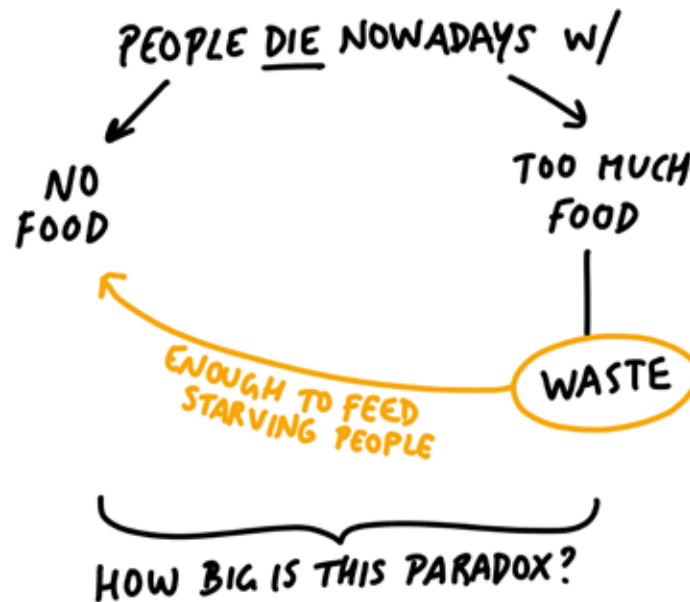 PEOPLE DIE NOWADAYS W/
NO
FOOD
TOO MUCH
FOOD
WASTE
ENOUGH TO FEED
STARVING PEOPLE
HOW BIG IS THIS PARADOX?